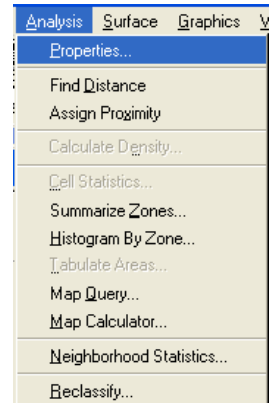 Analysis Surface Graphics V
Properties...
Find Distance
Assign Proximity
Calculate Density...
Cell Statistics...
Summarize Zones...
Histogram By Zone...
Tabulate Areas...
Map Query...
Map Calculator...
Neighborhood Statistics...
Reclassify...